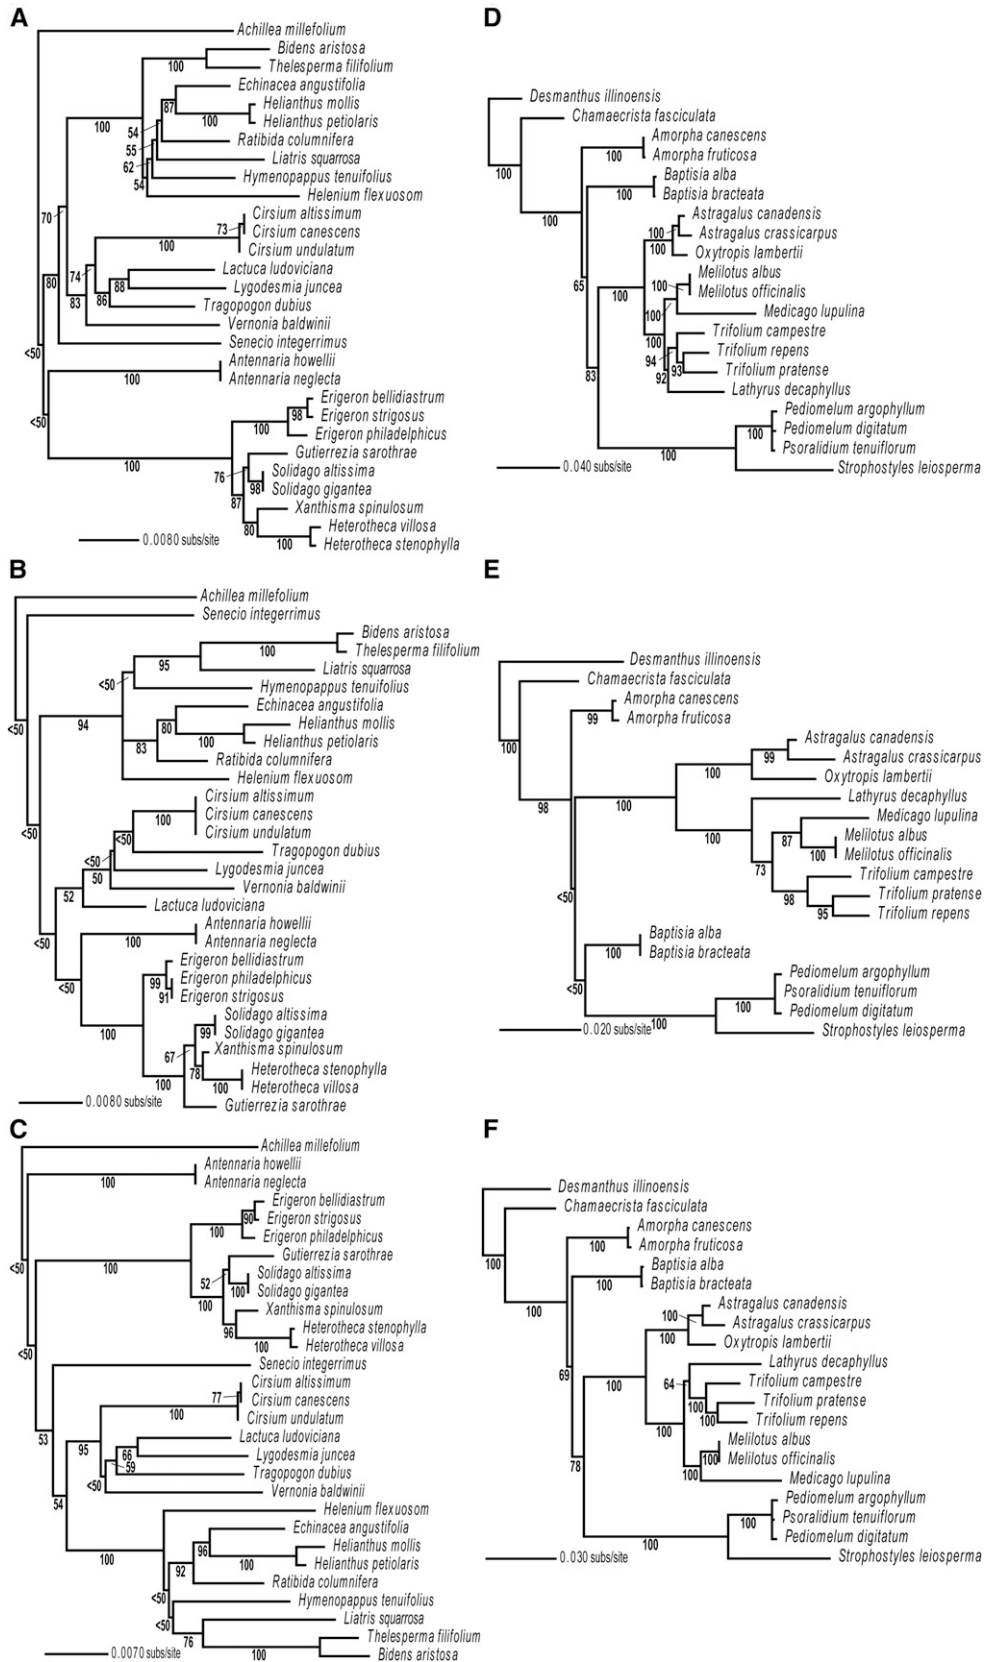 A
Achillea millefolium
Bidens aristosa
100
Thelesperma filifolium
Echinacea angustifolia
87
Helianthus mollis
100
Helianthus petiolaris
100
54
Ratibida columnifera
55
Liatris squarrosa
62
Hymenopappus tenuifolius
54
Helenium flexuosom
70
Cirsium altissimum
73
Cirsium canescens
100
Cirsium undulatum
74
Lactuca ludoviciana
80
88
Lygodesmia juncea
83
86
Tragopogon dubius
Vernonia baldwinii
Senecio integerrimus
<50
Antennaria howellii
100
Antennaria neglecta
Erigeron bellidiastrum
98
Erigeron strigosus
<50
100
Erigeron philadelphicus
Gutierrezia sarothrae
100
76
Solidago altissima
98
Solidago gigantea
87
Xanthisma spinulosum
80
Heterotheca villosa
100
Heterotheca stenophylla
0.0080 subs/site
B
Achillea millefolium
Senecio integerrimus
Bidens aristosa
100
Thelesperma filifolium
95
Liatris squarrosa
<50
Hymenopappus tenuifolius
Echinacea angustifolia
<50
94
80
Helianthus mollis
83
100
Helianthus petiolaris
Ratibida columnifera
Helenium flexuosom
Cirsium altissimum
100
Cirsium canescens
<50
Cirsium undulatum
Tragopogon dubius
<50
Lygodesmia juncea
50
Vernonia baldwinii
52
Lactuca ludoviciana
Antennaria howellii
<50
100
Antennaria neglecta
Erigeron bellidiastrum
<50
99
Erigeron philadelphicus
91
Erigeron strigosus
Solidago altissima
100
99
Solidago gigantea
67
Xanthisma spinulosum
78
Heterotheca stenophylla
100
100
Heterotheca villosa
Gutierrezia sarothrae
0.0080 subs/site
C
Achillea millefolium
Antennaria howellii
100
Antennaria neglecta
Erigeron bellidiastrum
90
Erigeron strigosus
100
Erigeron philadelphicus
<50
100
Gutierrezia sarothrae
52
Solidago altissima
100
Solidago gigantea
100
Xanthisma spinulosum
96
Heterotheca stenophylla
100
Heterotheca villosa
<50
Senecio integerrimus
Cirsium altissimum
77
Cirsium canescens
100
Cirsium undulatum
53
95
Lactuca ludoviciana
66
Lygodesmia juncea
59
Tragopogon dubius
<50
Vernonia baldwinii
54
Helenium flexuosom
Echinacea angustifolia
100
96
Helianthus mollis
100
Helianthus petiolaris
92
Ratibida columnifera
<50
Hymenopappus tenuifolius
<50
Liatris squarrosa
76
Thelesperma filifolium
100
Bidens aristosa
0.0070 subs/site
D
Desmanthus illinoensis
Chamaecrista fasciculata
Amorpha canescens
100
100
Amorpha fruticosa
Baptisia alba
100
Baptisia bracteata
100
Astragalus canadensis
100
Astragalus crassicarpus
100
Oxytropis lambertii
65
Melilotus albus
100
100
Melilotus officinalis
100
Medicago lupulina
100
Trifolium campestre
94
Trifolium repens
83
92
93
Trifolium pratense
Lathyrus decaphyllus
Pediomelum argophyllum
100
Pediomelum digitatum
100
Psoralidium tenuiflorum
Strophostyles leiosperma
0.040 subs/site
E
Desmanthus illinoensis
Chamaecrista fasciculata
Amorpha canescens
99
Amorpha fruticosa
100
Astragalus canadensis
99
Astragalus crassicarpus
100
Oxytropis lambertii
98
100
Lathyrus decaphyllus
Medicago lupulina
100
87
Melilotus albus
100
Melilotus officinalis
73
Trifolium campestre
98
Trifolium pratense
<50
95
Trifolium repens
Baptisia alba
100
Baptisia bracteata
Pediomelum argophyllum
<50
100
Psoralidium tenuiflorum
Pediomelum digitatum
100
Strophostyles leiosperma
0.020 subs/site
F
Desmanthus illinoensis
Chamaecrista fasciculata
Amorpha canescens
100
100
Amorpha fruticosa
Baptisia alba
100
Baptisia bracteata
100
Astragalus canadensis
100
Astragalus crassicarpus
100
Oxytropis lambertii
69
Lathyrus decaphyllus
100
64
Trifolium campestre
100
Trifolium pratense
100
Trifolium repens
100
Melilotus albus
100
Melilotus officinalis
78
100
Medicago lupulina
Pediomelum argophyllum
100
Psoralidium tenuiflorum
100
Pediomelum digitatum
Strophostyles leiosperma
0.030 subs/site